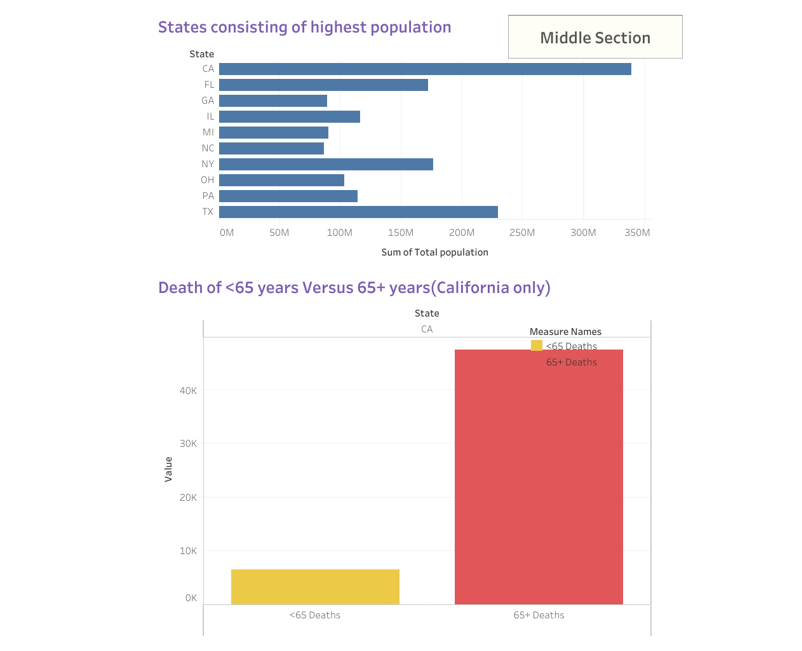 States consisting of highest population
Middle Section
State
CA
FL
GA
IL
MI
NC
NY
OH
PA
TX
0M 50M 100M 150M 200M 250M 300M 350M
Sum of Total population
Death of <65 years Versus 65+ years(California only)
State
CA
Measure Names
<65 Deaths
65+ Deaths
40K
30K
20K
10K
0K
Value
<65 Deaths 65+ Deaths